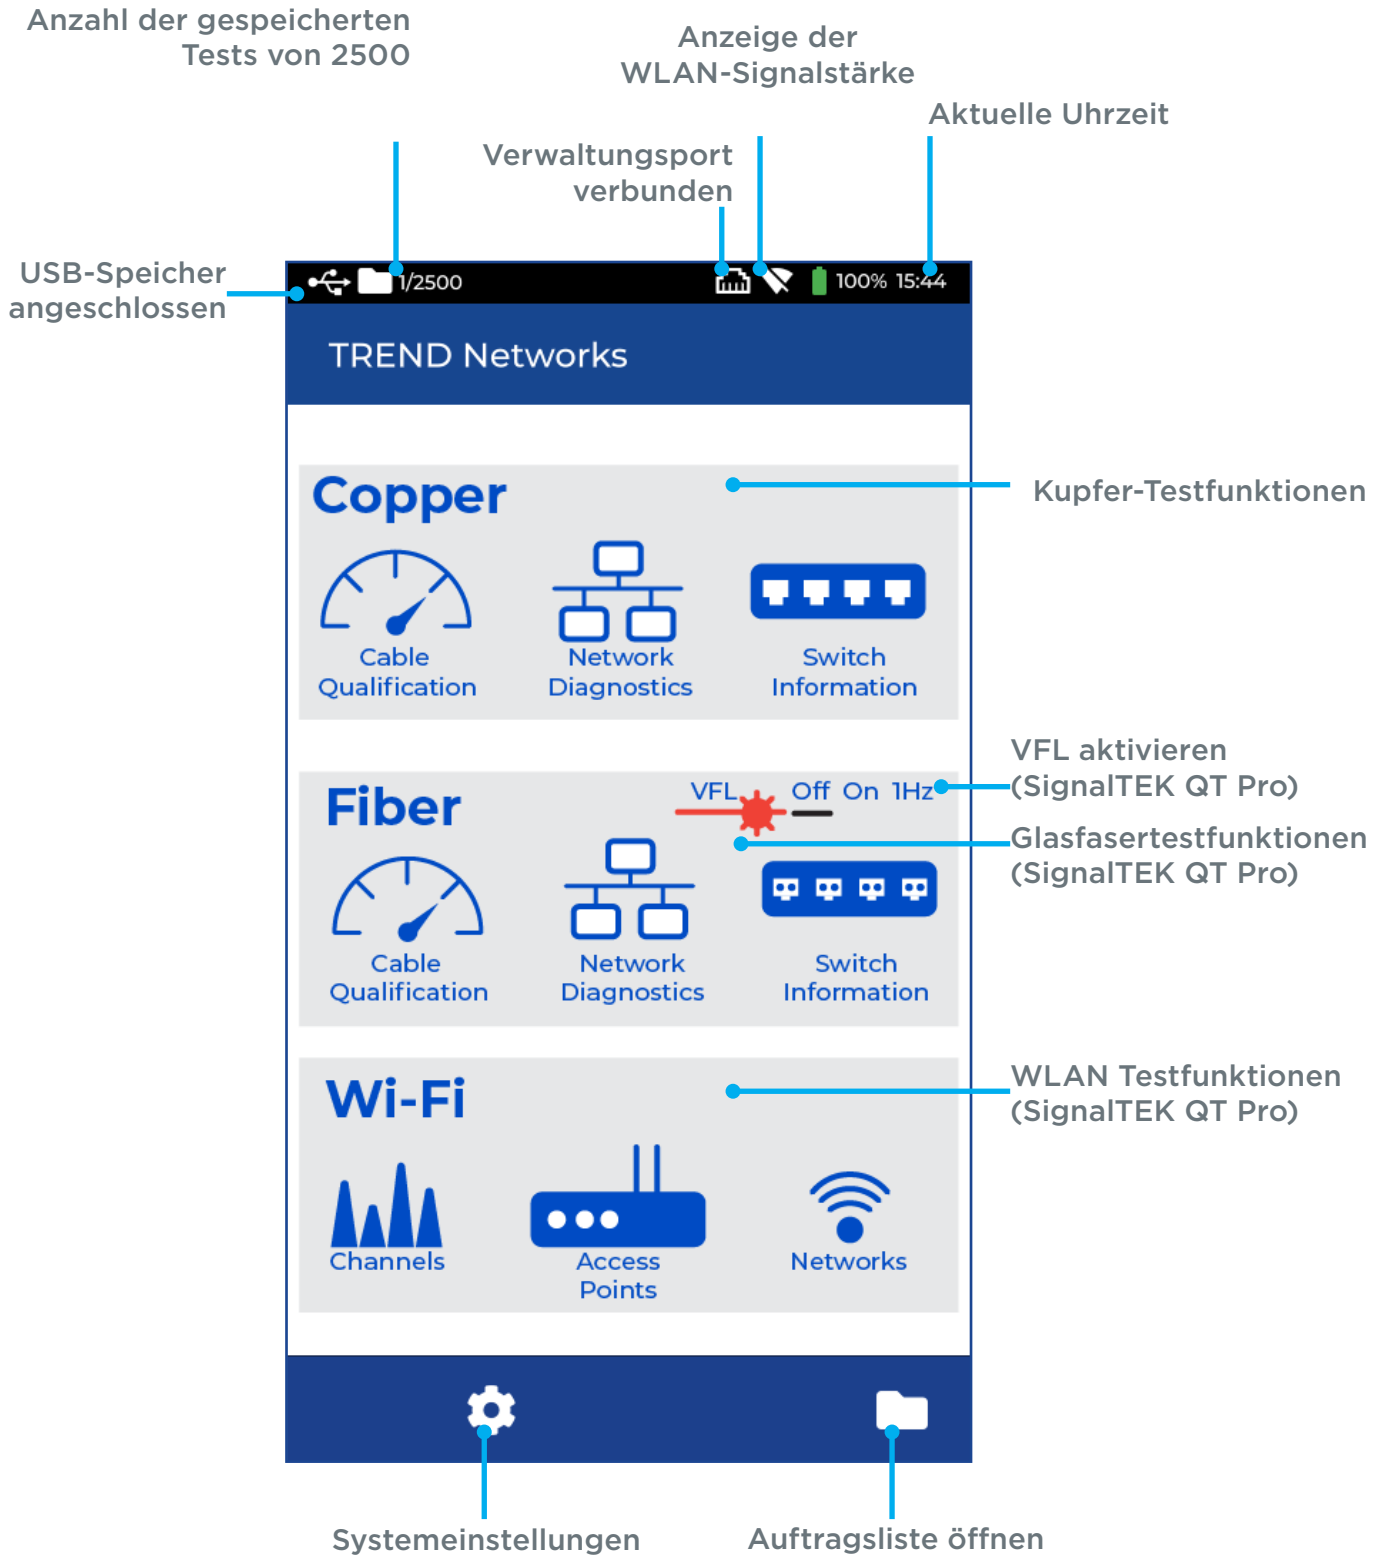 Anzahl der gespeicherten
Tests von 2500
Anzeige der
WLAN-Signalstärke
Aktuelle Uhrzeit
Verwaltungsport
verbunden
USB-Speicher
angeschlossen
1/2500
100% 15:44
TREND Networks
Copper
Kupfer-Testfunktionen
Cable
Qualification
Network
Diagnostics
Switch
Information
VFL aktivieren
(SignalTEK QT Pro)
Fiber
VFL Off On 1Hz
Glasfasertestfunktionen
(SignalTEK QT Pro)
Cable
Qualification
Network
Diagnostics
Switch
Information
Wi-Fi
WLAN Testfunktionen
(SignalTEK QT Pro)
Channels
Access
Points
Networks
Systemeinstellungen
Auftragsliste öffnen